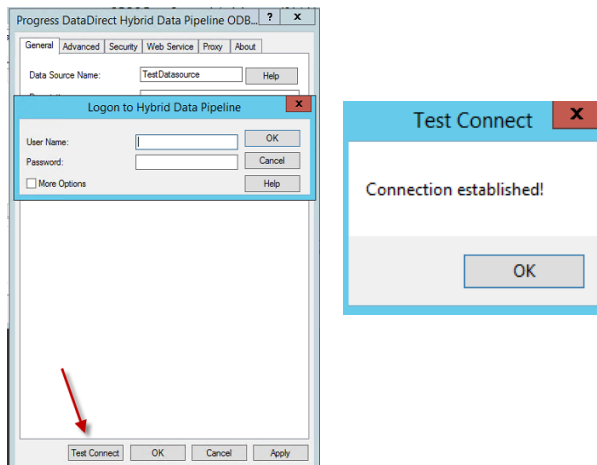 Progress DataDirect Hybrid Data Pipeline ODB... ? x
General Advanced Security Web Service Proxy About
Data Source Name: TestDatasource Help
Logon to Hybrid Data Pipeline x
User Name: OK
Password: Cancel
More Options Help
Test Connect OK Cancel Apply
Test Connect x
Connection established!
OK